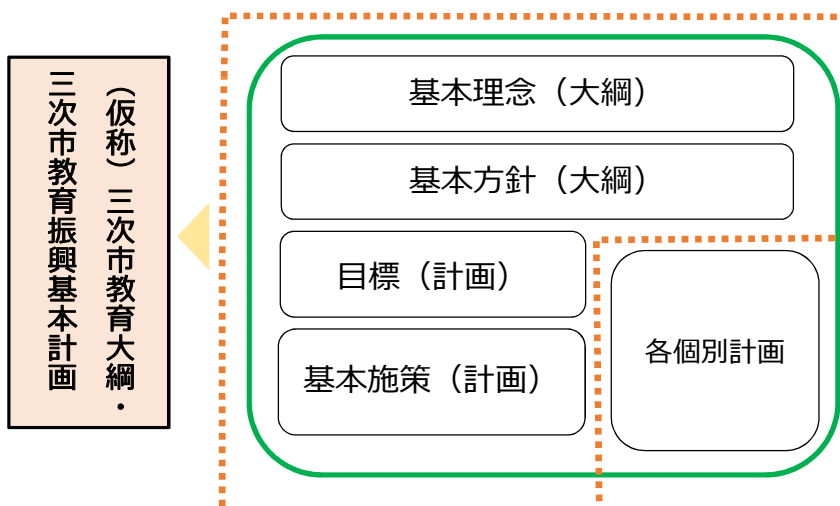 （仮称）三次市教育大綱・
三次市教育振興基本計画
基本理念（大綱）
基本方針（大綱）
目標（計画）
基本施策（計画）
各個別計画